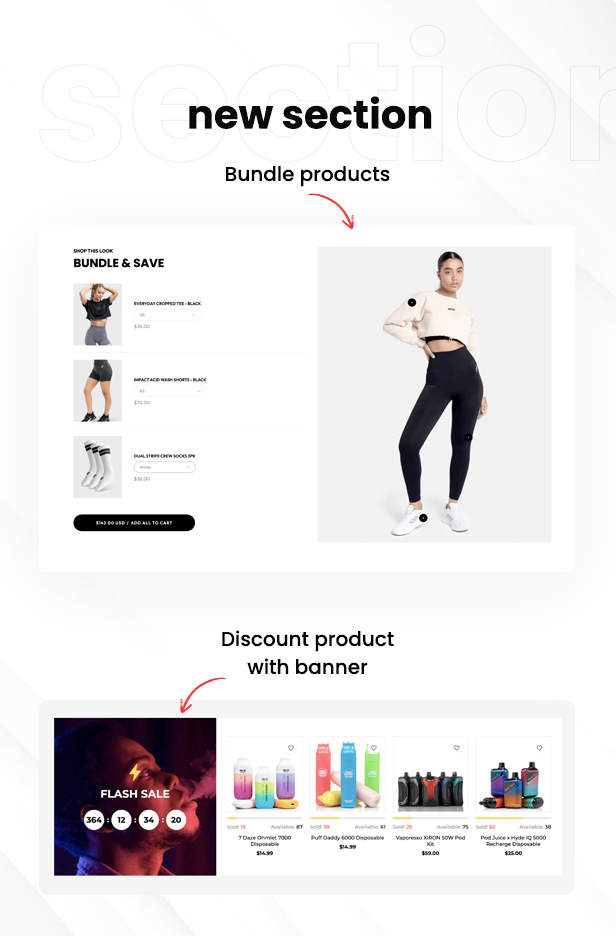 section
new section
Bundle products
SHOP THIS LOOK
BUNDLE & SAVE
EVERYDAY CROPPED TEE - BLACK
XS
$36.00
IMPACT ACID WASH SHORTS - BLACK
XS
$70.00
DUAL STRIPE CREW SOCKS 3PK
White
$36.00
$142.00 USD / ADD ALL TO CART
Discount product
with banner
FLASH SALE
364 : 12 : 34 : 20
Sold: 13 Available: 87
7 Daze Ohmlet 7000
Disposable
$14.99
Sold: 39 Available: 61
Puff Daddy 6000 Disposable
$14.99
Sold: 25 Available: 75
Vaporesso XIRON 50W Pod
Kit
$59.00
Sold: 62 Available: 38
Pod Juice x Hyde IQ 5000
Recharge Disposable
$25.00